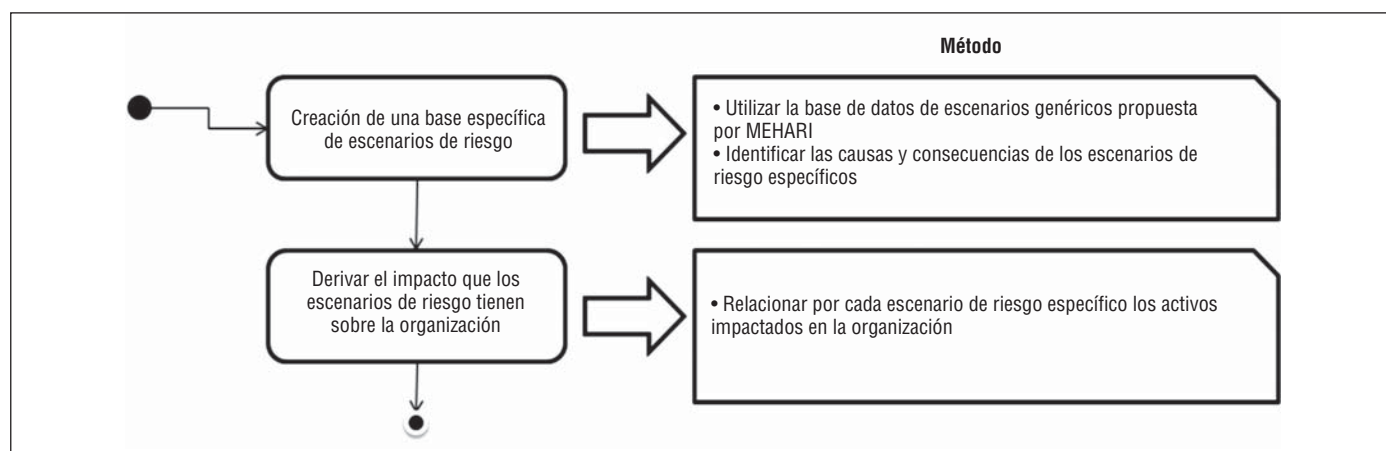 Método
Creación de una base específica
de escenarios de riesgo
• Utilizar la base de datos de escenarios genéricos propuesta
por MEHARI
• Identificar las causas y consecuencias de los escenarios de
riesgo específicos
Derivar el impacto que los
escenarios de riesgo tienen
sobre la organización
• Relacionar por cada escenario de riesgo específico los activos
impactados en la organización